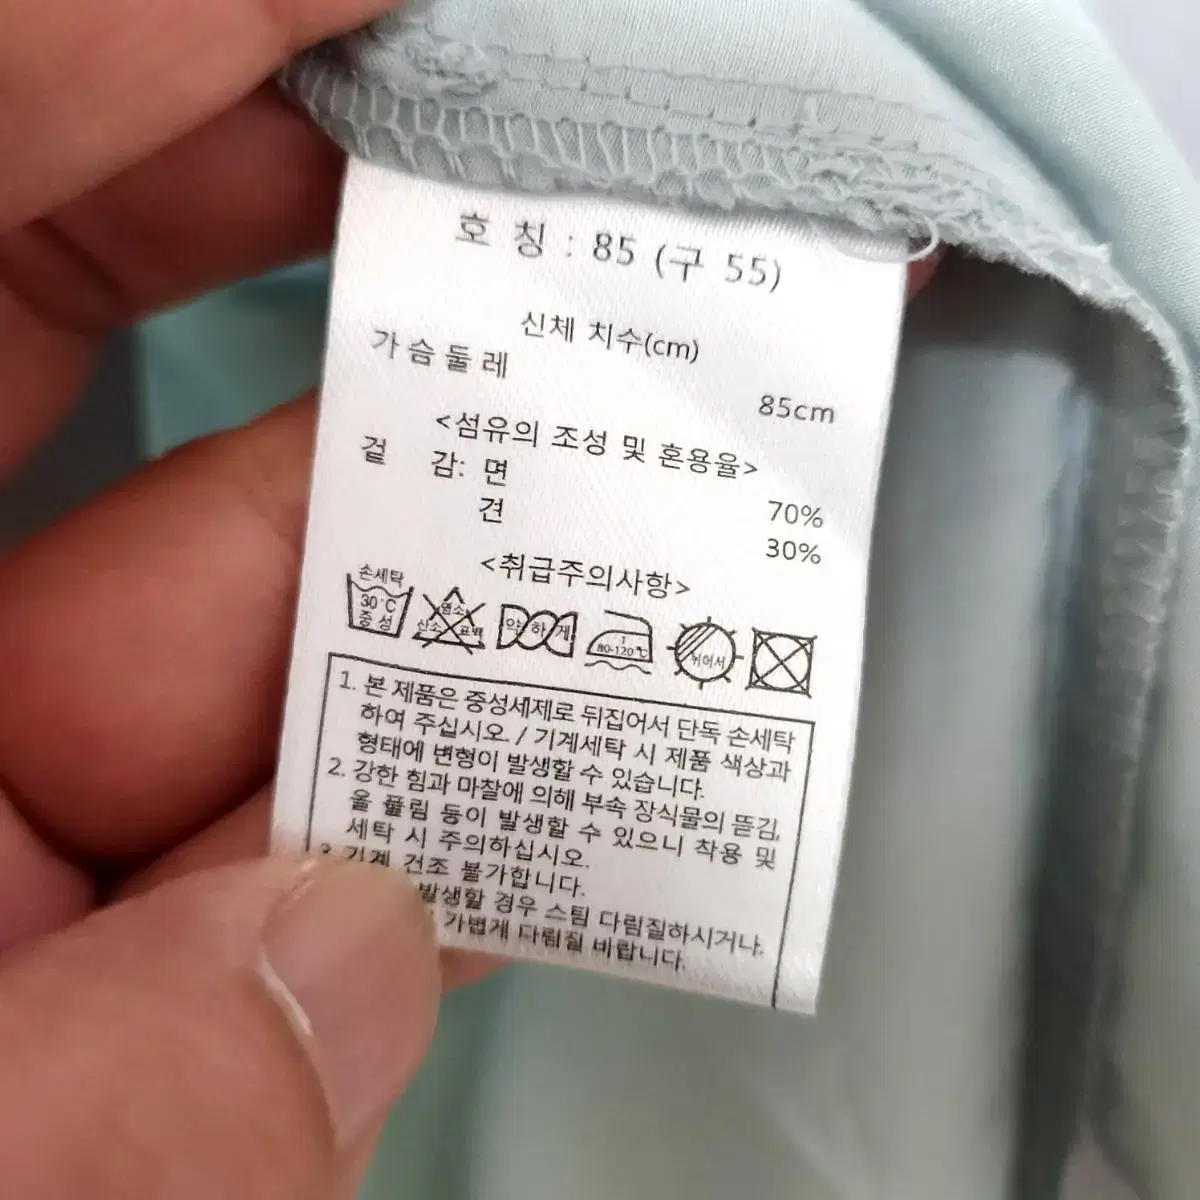 호 칭 : 85 (구 55)
신체 치수(cm)
가슴둘레 85cm
<섬유의 조성 및 혼용율>
겉 감: 면 70%
견 30%
<취급주의사항>
손세탁
30°C
중성
염소
산소 표백
약하게
1
80-120℃
뉘어서
1. 본 제품은 중성세제로 뒤집어서 단독 손세탁
하여 주십시오. / 기계세탁 시 제품 색상과
형태에 변형이 발생할 수 있습니다.
2. 강한 힘과 마찰에 의해 부속 장식물의 뜯김,
올 풀림 등이 발생할 수 있으니 착용 및
세탁 시 주의하십시오.
3. 기계 건조 불가합니다.
발생할 경우 스팀 다림질하시거나,
가볍게 다림질 바랍니다.